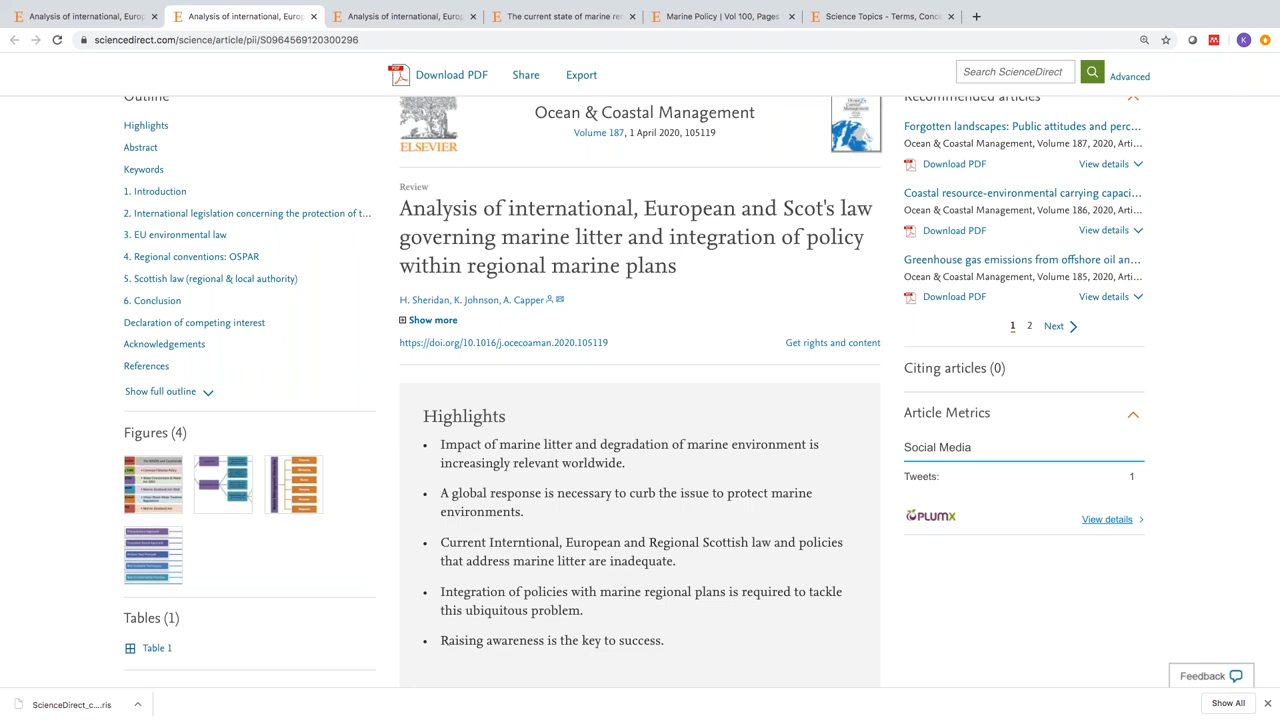 Analysis of international, Europ
Analysis of international, Europ
Analysis of international, Europ
The current state of marine re
Marine Policy | Vol 100, Pages
Science Topics - Terms, Conc
sciencedirect.com/science/article/pii/S0964569120300296
K
Download PDF
Share
Export
Search ScienceDirect
Advanced
Outline
Highlights
Abstract
Keywords
1. Introduction
2. International legislation concerning the protection of t...
3. EU environmental law
4. Regional conventions: OSPAR
5. Scottish law (regional & local authority)
6. Conclusion
Declaration of competing interest
Acknowledgements
References
Show full outline
Figures (4)
Tables (1)
Table 1
ELSEVIER
Ocean & Coastal Management
Volume 187, 1 April 2020, 105119
Review
Analysis of international, European and Scot's law
governing marine litter and integration of policy
within regional marine plans
H. Sheridan, K. Johnson, A. Capper
Show more
https://doi.org/10.1016/j.ocecoaman.2020.105119
Get rights and content
Highlights
• Impact of marine litter and degradation of marine environment is
increasingly relevant worldwide.
• A global response is necessary to curb the issue to protect marine
environments.
• Current Interntional, European and Regional Scottish law and policies
that address marine litter are inadequate.
• Integration of policies with marine regional plans is required to tackle
this ubiquitous problem.
• Raising awareness is the key to success.
Recommended articles
Forgotten landscapes: Public attitudes and perc...
Ocean & Coastal Management, Volume 187, 2020, Arti...
Download PDF
View details
Coastal resource-environmental carrying capaci...
Ocean & Coastal Management, Volume 186, 2020, Arti...
Download PDF
View details
Greenhouse gas emissions from offshore oil an...
Ocean & Coastal Management, Volume 185, 2020, Arti...
Download PDF
View details
1 2 Next
Citing articles (0)
Article Metrics
Social Media
Tweets: 1
PLUMX
View details
Feedback
ScienceDirect_c....ris
Show All